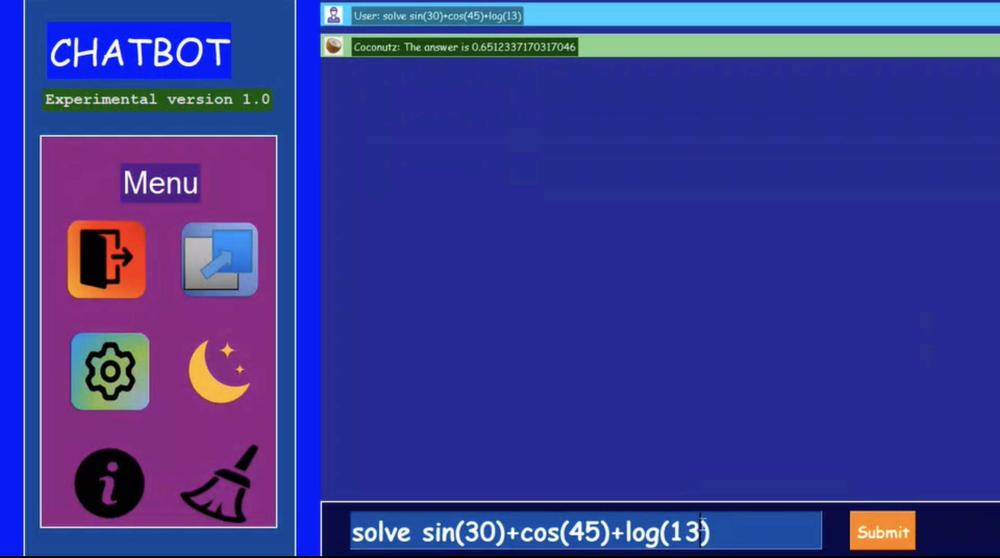 CHATBOT
Experimental version 1.0
Menu
User: solve sin(30)+cos(45)+log(13)
Coconutz: The answer is 0.6512337170317046
solve sin(30)+cos(45)+log(13)
Submit